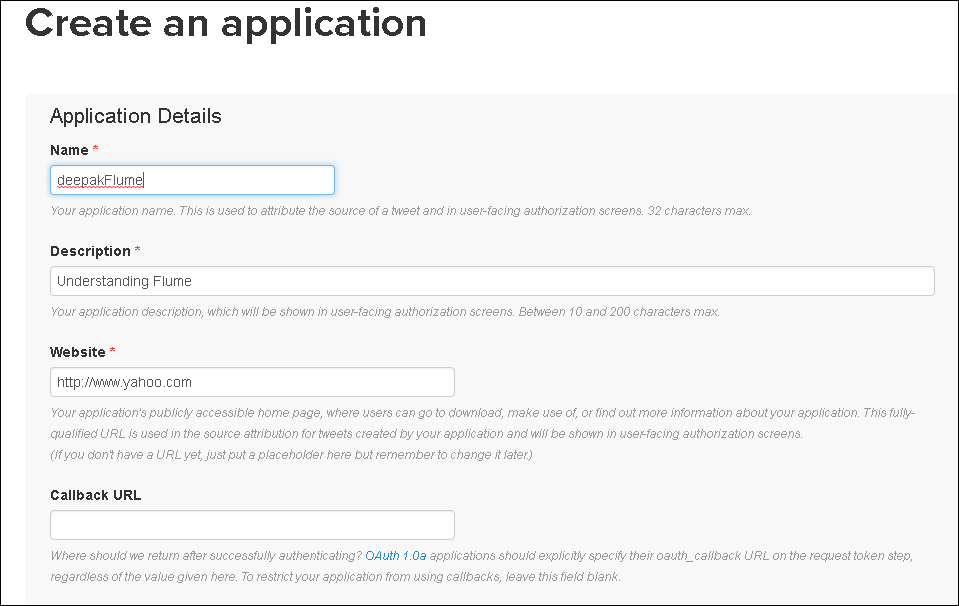 Create an application
Application Details
Name *
deepakFlume
Your application name. This is used to attribute the source of a tweet and in user-facing authorization screens. 32 characters max.
Description *
Understanding Flume
Your application description, which will be shown in user-facing authorization screens. Between 10 and 200 characters max.
Website *
http://www.yahoo.com
Your application's publicly accessible home page, where users can go to download, make use of, or find out more information about your application. This fully-
qualified URL is used in the source attribution for tweets created by your application and will be shown in user-facing authorization screens.
(If you don't have a URL yet, just put a placeholder here but remember to change it later.)
Callback URL
Where should we return after successfully authenticating? OAuth 1.0a applications should explicitly specify their oauth_callback URL on the request token step,
regardless of the value given here. To restrict your application from using callbacks, leave this field blank.